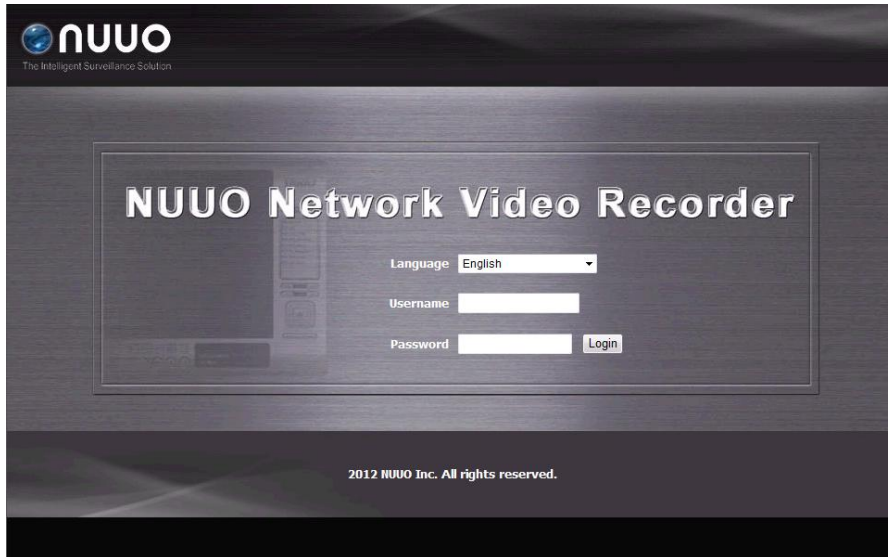 NUUO
The Intelligent Surveillance Solution
NUUO Network Video Recorder
Language English
Username
Password Login
2012 NUUO Inc. All rights reserved.